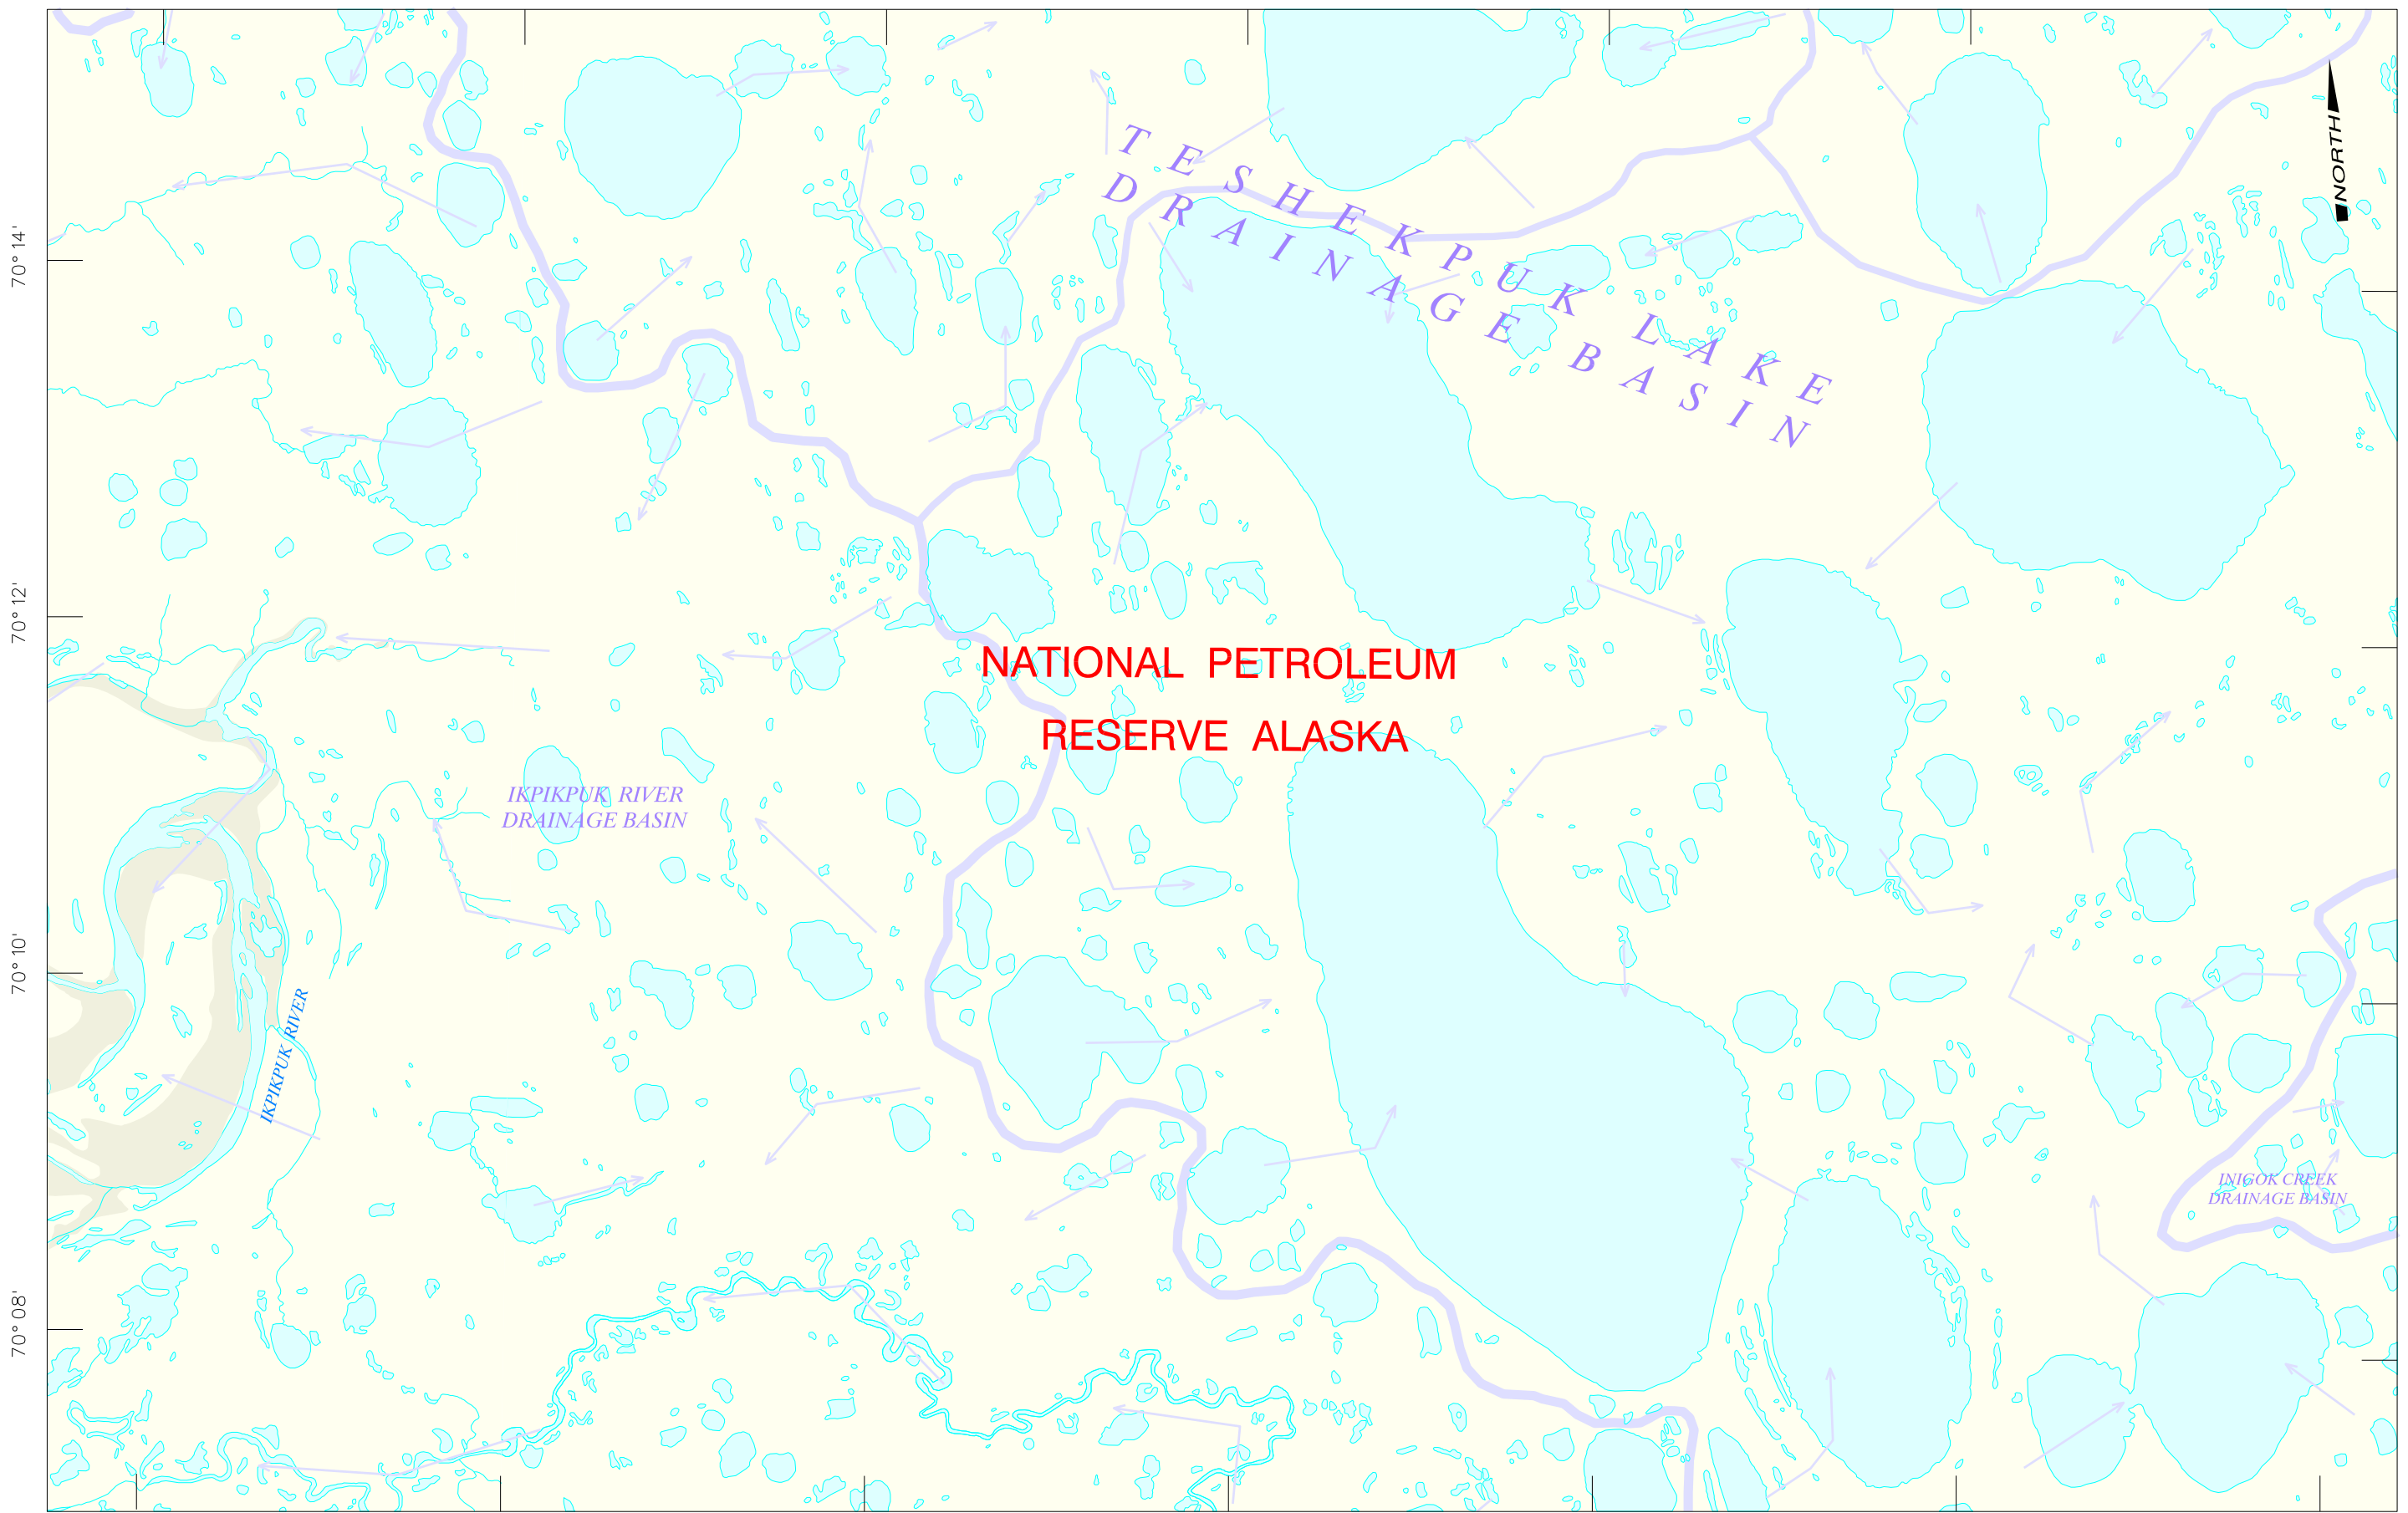 NORTH
TESHEKPUK LAKE
DRAINAGE BASIN
70° 14'
70° 12'
NATIONAL PETROLEUM
RESERVE ALASKA
IKPIKPUK RIVER
DRAINAGE BASIN
70° 10'
IKPIKPUK RIVER
INIGOK CREEK
DRAINAGE BASIN
70° 08'